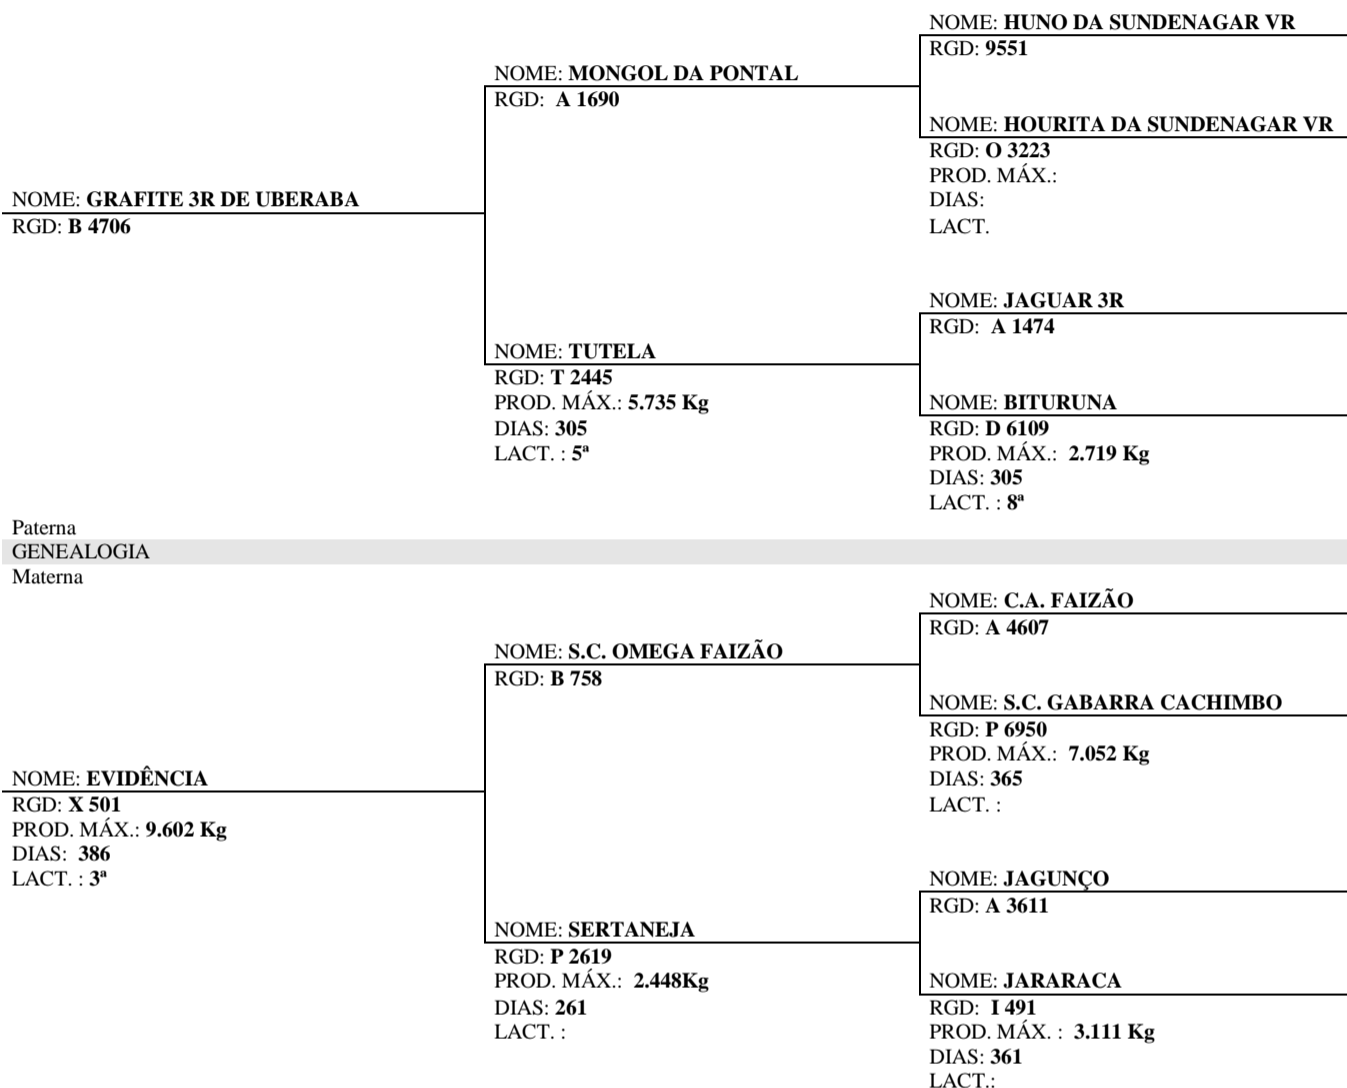 NOME: HUNO DA SUNDENAGAR VR
RGD: 9551
NOME: MONGOL DA PONTAL
RGD: A 1690
NOME: HOURITA DA SUNDENAGAR VR
RGD: O 3223
PROD. MÁX.:
DIAS:
LACT.
NOME: GRAFITE 3R DE UBERABA
RGD: B 4706
NOME: JAGUAR 3R
RGD: A 1474
NOME: TUTELA
RGD: T 2445
PROD. MÁX.: 5.735 Kg
DIAS: 305
LACT. : 5ª
NOME: BITURUNA
RGD: D 6109
PROD. MÁX.: 2.719 Kg
DIAS: 305
LACT. : 8ª
Paterna
GENEALOGIA
Materna
NOME: C.A. FAIZÃO
RGD: A 4607
NOME: S.C. OMEGA FAIZÃO
RGD: B 758
NOME: S.C. GABARRA CACHIMBO
RGD: P 6950
PROD. MÁX.: 7.052 Kg
DIAS: 365
LACT. :
NOME: EVIDÊNCIA
RGD: X 501
PROD. MÁX.: 9.602 Kg
DIAS: 386
LACT. : 3ª
NOME: JAGUNÇO
RGD: A 3611
NOME: SERTANEJA
RGD: P 2619
PROD. MÁX.: 2.448Kg
DIAS: 261
LACT. :
NOME: JARARACA
RGD: I 491
PROD. MÁX. : 3.111 Kg
DIAS: 361
LACT.: